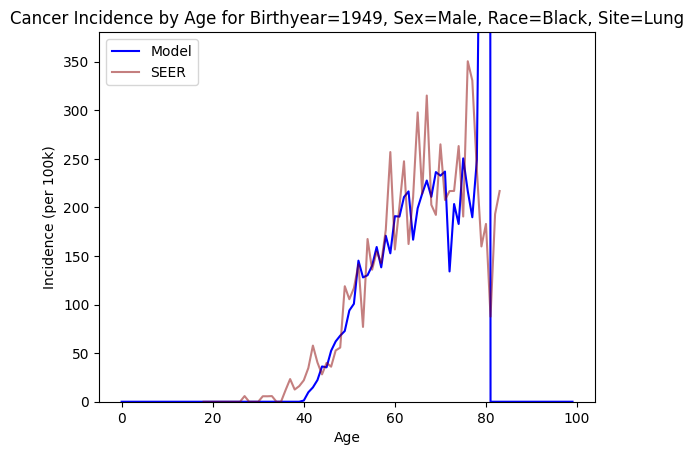 Cancer Incidence by Age for Birthyear=1949, Sex=Male, Race=Black, Site=Lung
Model
SEER
350
300
250
200
150
100
50
0
Incidence (per 100k)
0 20 40 60 80 100
Age